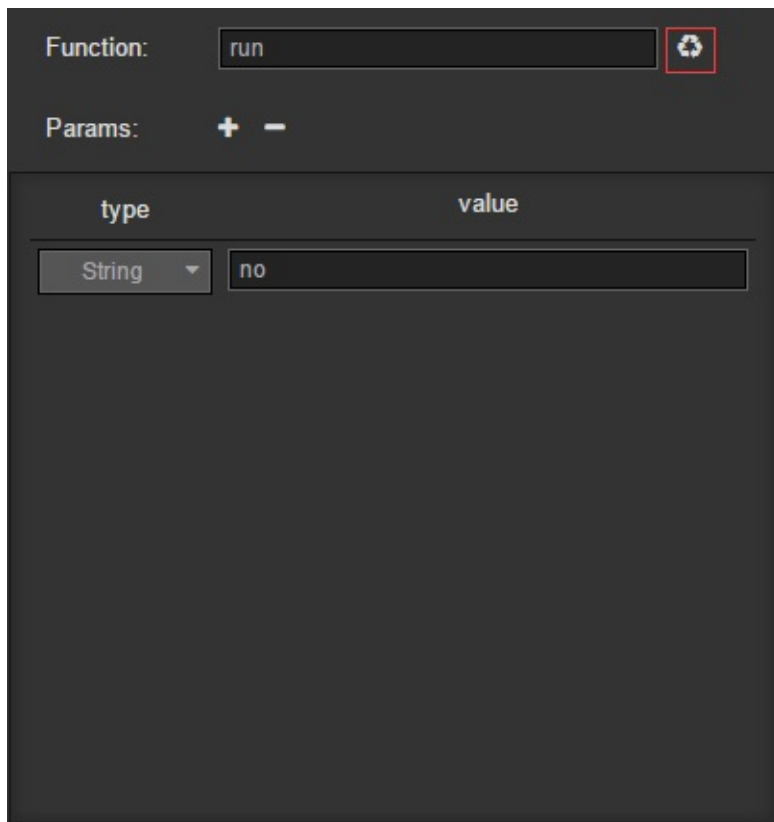 Function: run
Params: + −
type value
String no